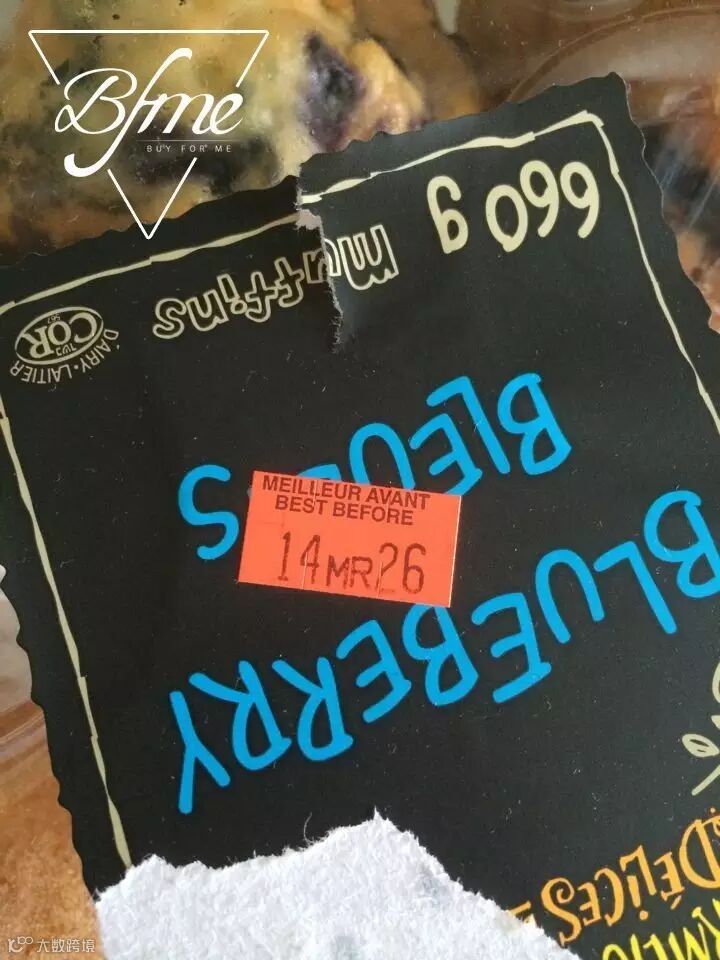 Bfme
BUY FOR ME
660 g
muffins
COR
DAIRY·LAITIER
BLEUETS
MEILLEUR AVANT
BEST BEFORE
14 MR 26
BLUEBERRY
DÉLICES
大数跨境